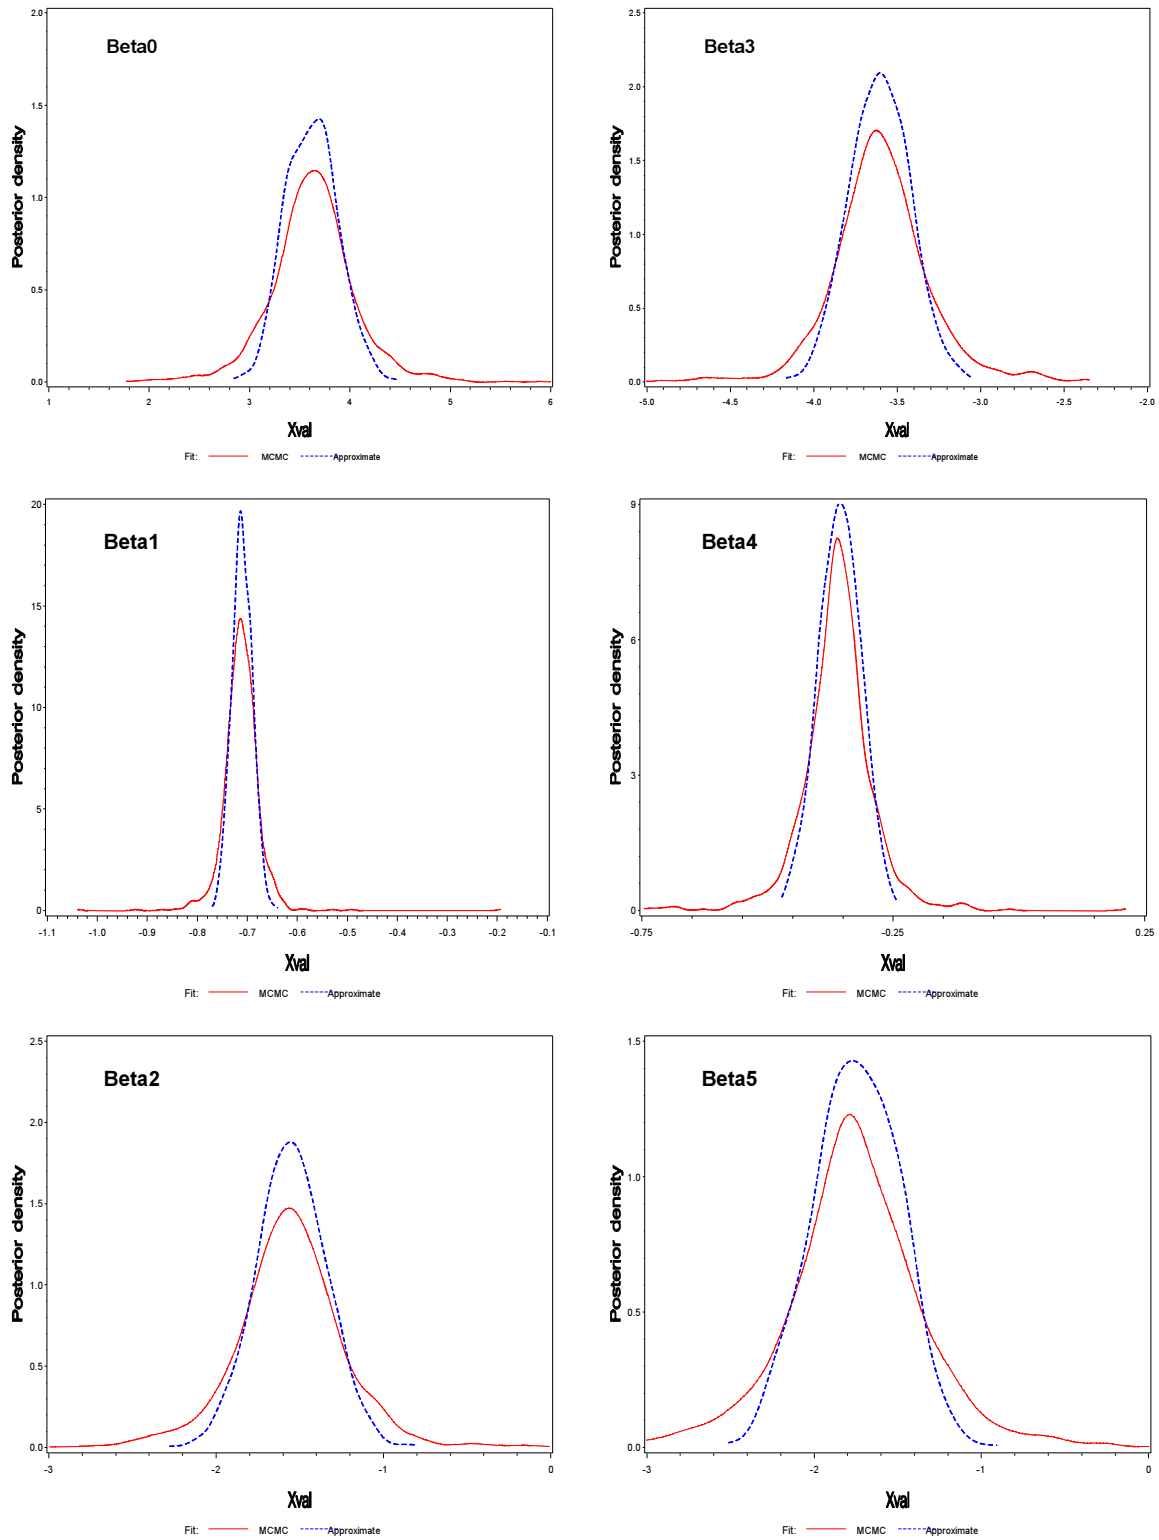 Beta0
Posterior density
2.0
1.5
1.0
0.5
0.0
1 2 3 4 5 6
Xval
Fit: MCMC Approximate
Beta3
Posterior density
2.5
2.0
1.5
1.0
0.5
0.0
-5.0 -4.5 -4.0 -3.5 -3.0 -2.5 -2.0
Xval
Fit: MCMC Approximate
Beta1
Posterior density
20
15
10
5
0
-1.1 -1.0 -0.9 -0.8 -0.7 -0.6 -0.5 -0.4 -0.3 -0.2 -0.1
Xval
Fit: MCMC Approximate
Beta4
Posterior density
9
6
3
0
-0.75 -0.25 0.25
Xval
Fit: MCMC Approximate
Beta2
Posterior density
2.5
2.0
1.5
1.0
0.5
0.0
-3 -2 -1 0
Xval
Fit: MCMC Approximate
Beta5
Posterior density
1.5
1.0
0.5
0.0
-3 -2 -1 0
Xval
Fit: MCMC Approximate